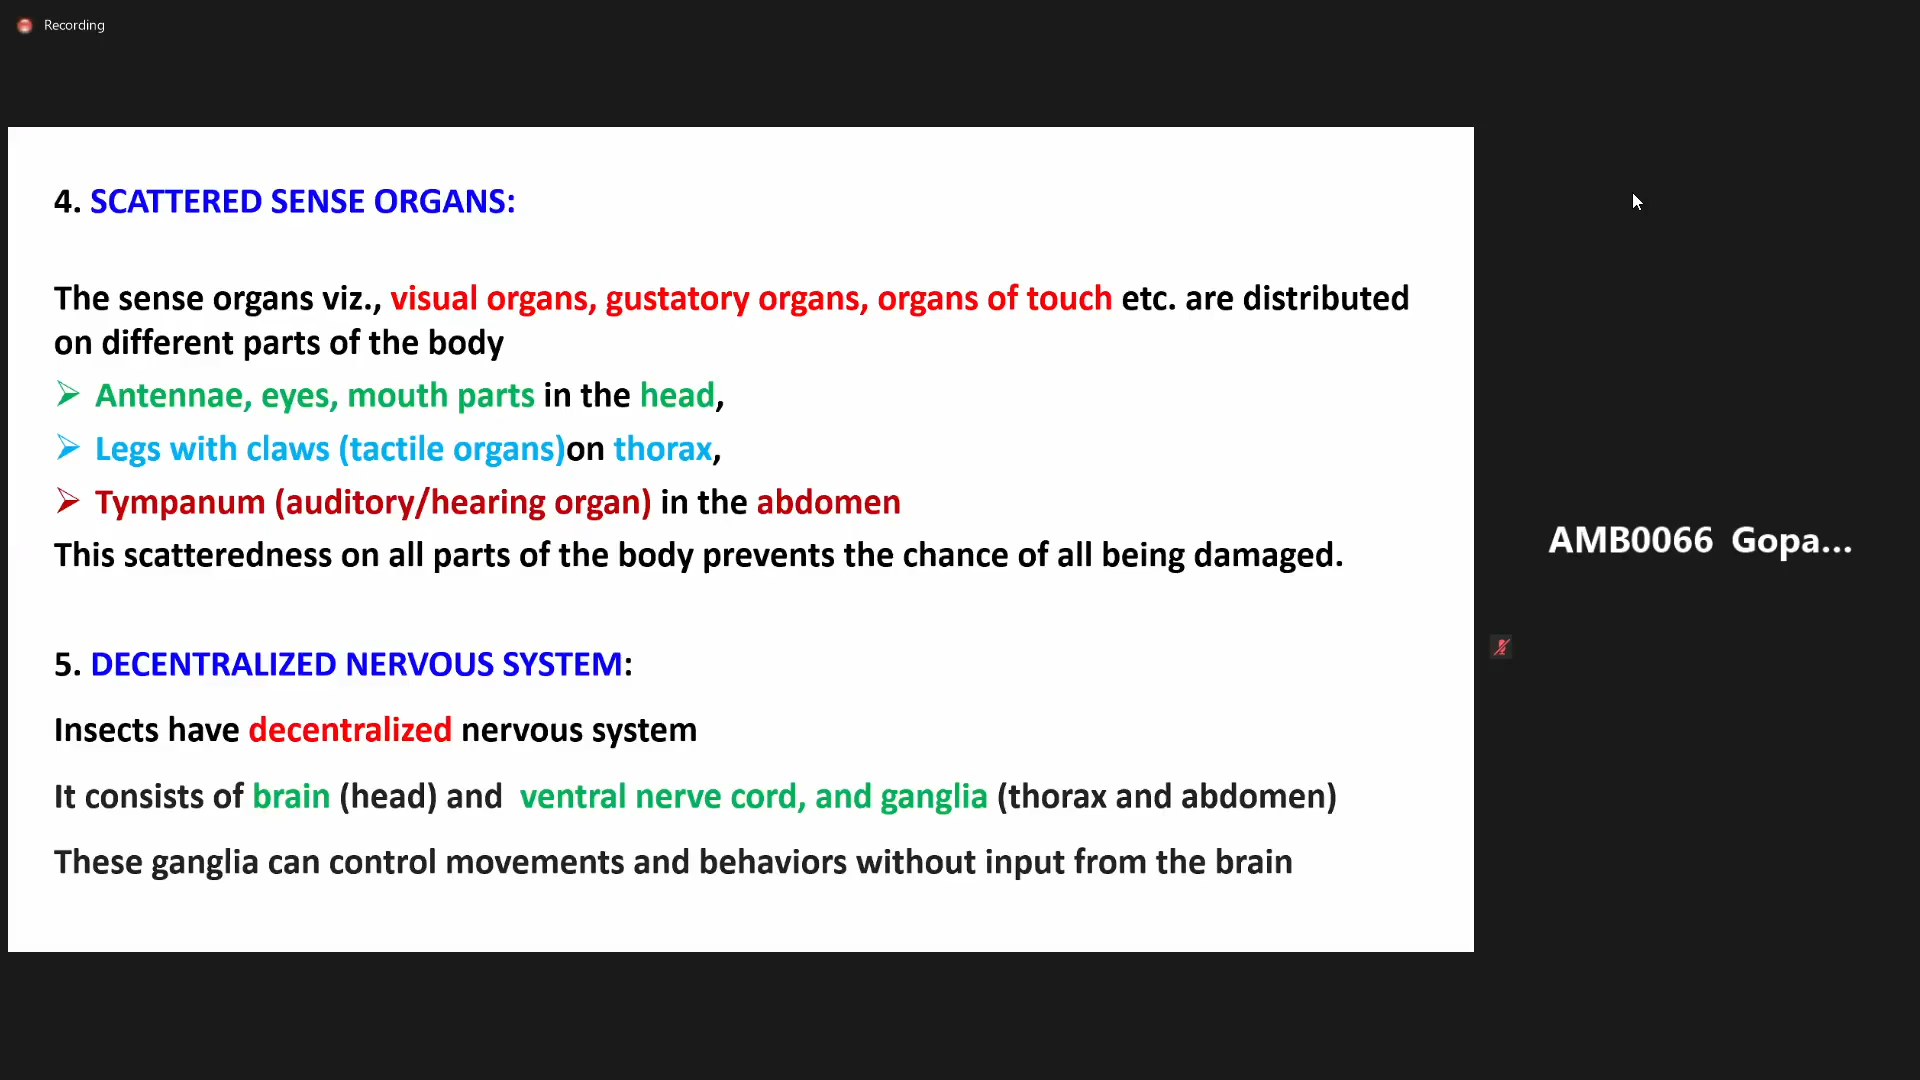 Recording
4. SCATTERED SENSE ORGANS:
The sense organs viz., visual organs, gustatory organs, organs of touch etc. are distributed
on different parts of the body
➢ Antennae, eyes, mouth parts in the head,
➢ Legs with claws (tactile organs)on thorax,
➢ Tympanum (auditory/hearing organ) in the abdomen
This scatteredness on all parts of the body prevents the chance of all being damaged.
AMB0066 Gopa...
5. DECENTRALIZED NERVOUS SYSTEM:
Insects have decentralized nervous system
It consists of brain (head) and ventral nerve cord, and ganglia (thorax and abdomen)
These ganglia can control movements and behaviors without input from the brain